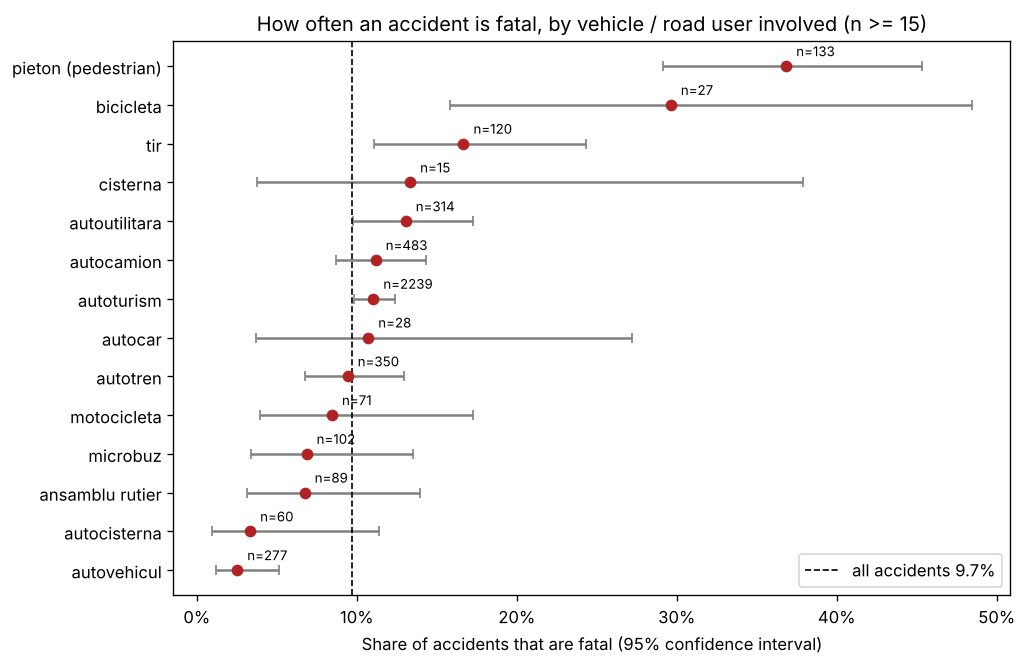 How often an accident is fatal, by vehicle / road user involved (n >= 15)
pieton (pedestrian)
n=133
bicicleta
n=27
tir
n=120
cisterna
n=15
autoutilitara
n=314
autocamion
n=483
autoturism
n=2239
autocar
n=28
autotren
n=350
motocicleta
n=71
microbuz
n=102
ansamblu rutier
n=89
autocisterna
n=60
autovehicul
n=277
all accidents 9.7%
0%
10%
20%
30%
40%
50%
Share of accidents that are fatal (95% confidence interval)